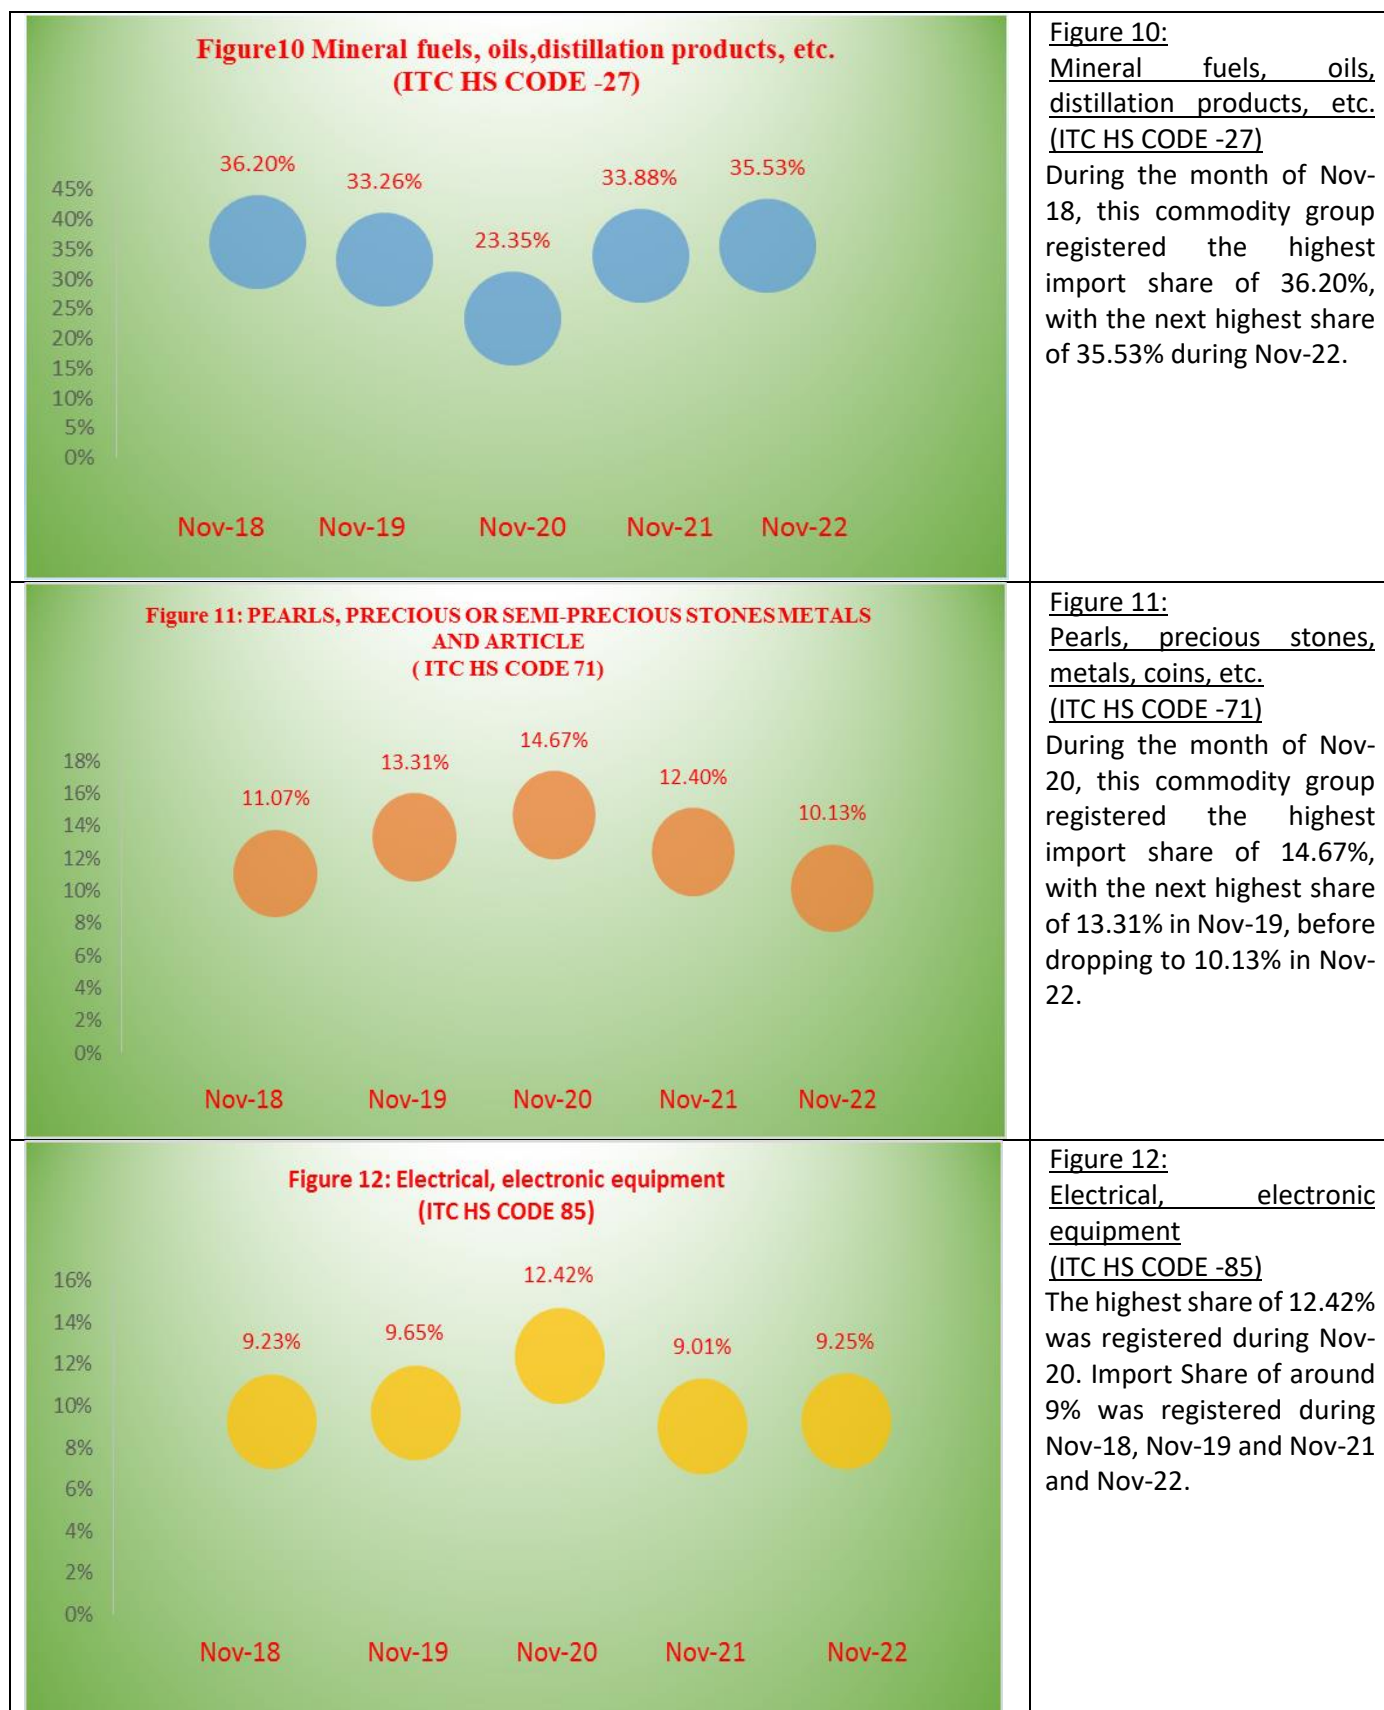 Figure10 Mineral fuels, oils,distillation products, etc.
(ITC HS CODE -27)
36.20%
33.26%
23.35%
33.88%
35.53%
45%
40%
35%
30%
25%
20%
15%
10%
5%
0%
Nov-18 Nov-19 Nov-20 Nov-21 Nov-22
Figure 10:
Mineral fuels, oils,
distillation products, etc.
(ITC HS CODE -27)
During the month of Nov-
18, this commodity group
registered the highest
import share of 36.20%,
with the next highest share
of 35.53% during Nov-22.
Figure 11: PEARLS, PRECIOUS OR SEMI-PRECIOUS STONES METALS
AND ARTICLE
( ITC HS CODE 71)
11.07%
13.31%
14.67%
12.40%
10.13%
18%
16%
14%
12%
10%
8%
6%
4%
2%
0%
Nov-18 Nov-19 Nov-20 Nov-21 Nov-22
Figure 11:
Pearls, precious stones,
metals, coins, etc.
(ITC HS CODE -71)
During the month of Nov-
20, this commodity group
registered the highest
import share of 14.67%,
with the next highest share
of 13.31% in Nov-19, before
dropping to 10.13% in Nov-
22.
Figure 12: Electrical, electronic equipment
(ITC HS CODE 85)
9.23%
9.65%
12.42%
9.01%
9.25%
16%
14%
12%
10%
8%
6%
4%
2%
0%
Nov-18 Nov-19 Nov-20 Nov-21 Nov-22
Figure 12:
Electrical, electronic
equipment
(ITC HS CODE -85)
The highest share of 12.42%
was registered during Nov-
20. Import Share of around
9% was registered during
Nov-18, Nov-19 and Nov-21
and Nov-22.